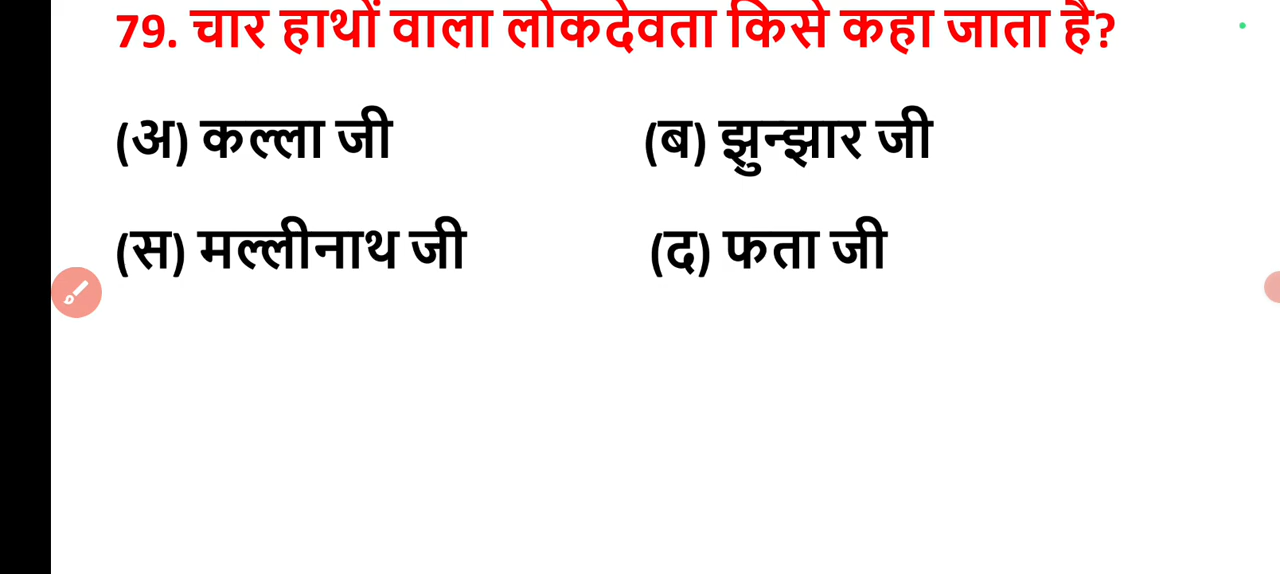 79. चार हाथों वाला लोकदेवता किसे कहा जाता है?
(अ) कल्ला जी (ब) झुन्झार जी
(स) मल्लीनाथ जी (द) फता जी